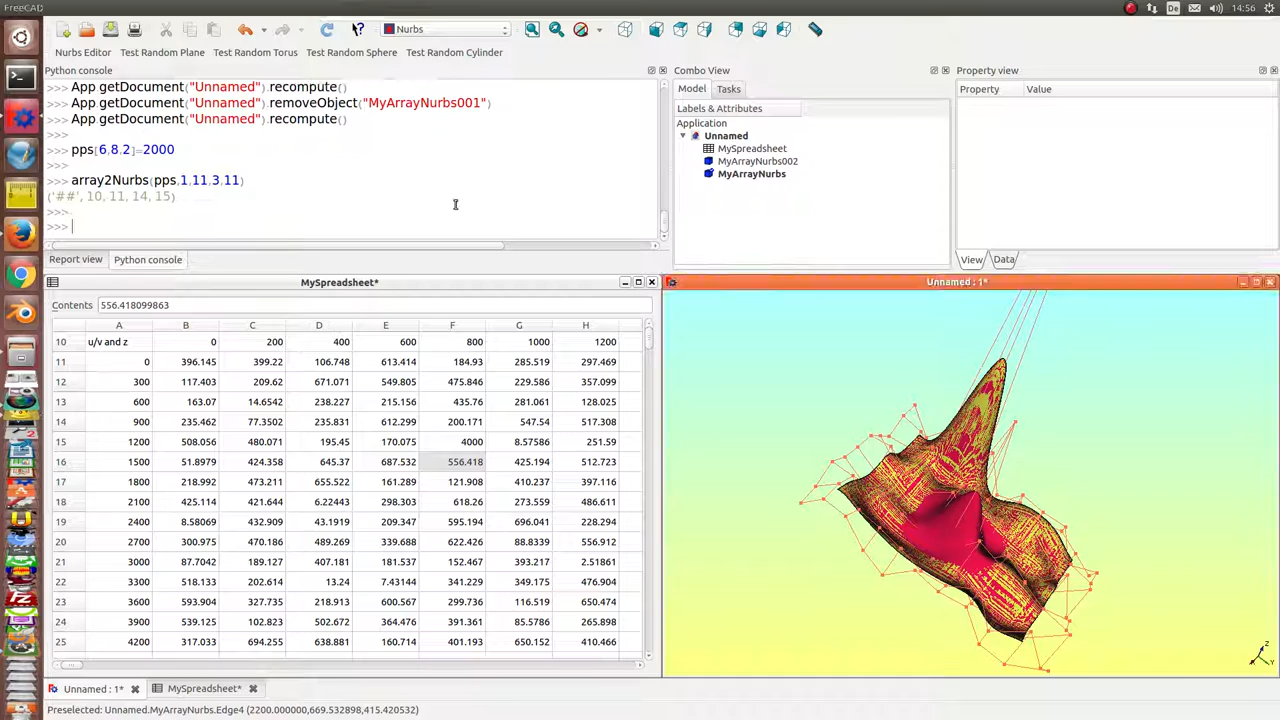 FreeCAD
De 14:56
Nurbs
Nurbs Editor Test Random Plane Test Random Torus Test Random Sphere Test Random Cylinder
Python console
>>> App getDocument("Unnamed").recompute()
>>> App getDocument("Unnamed").removeObject("MyArrayNurbs001")
>>> App getDocument("Unnamed").recompute()
>>>
>>> pps[6,8,2]=2000
>>>
>>> array2Nurbs(pps,1,11,3,11)
('##', 10, 11, 14, 15)
>>>
>>>
Report view Python console
Combo View
Model Tasks
Labels & Attributes
Application
Unnamed
MySpreadsheet
MyArrayNurbs002
MyArrayNurbs
Property view
Property Value
View Data
MySpreadsheet*
Contents 556.418099863
A B C D E F G H
10 u/v and z 0 200 400 600 800 1000 1200
11 0 396.145 399.22 106.748 613.414 184.93 285.519 297.469
12 300 117.403 209.62 671.071 549.805 475.846 229.586 357.099
13 600 163.07 14.6542 238.227 215.156 435.76 281.061 128.025
14 900 235.462 77.3502 235.831 612.299 200.171 547.54 517.308
15 1200 508.056 480.071 195.45 170.075 4000 8.57586 251.59
16 1500 51.8979 424.358 645.37 687.532 556.418 425.194 512.723
17 1800 218.992 473.211 655.522 161.289 121.908 410.237 397.116
18 2100 425.114 421.644 6.22443 298.303 618.26 273.559 486.611
19 2400 8.58069 432.909 43.1919 209.347 595.194 696.041 228.294
20 2700 300.975 470.186 489.269 339.688 622.426 88.8339 556.912
21 3000 87.7042 189.127 407.181 181.537 152.467 393.217 2.51861
22 3300 518.133 202.614 13.24 7.43144 341.229 349.175 476.904
23 3600 593.904 327.735 218.913 600.567 299.736 116.519 650.474
24 3900 539.125 102.823 502.672 364.476 391.361 85.5786 265.898
25 4200 317.033 694.255 638.881 160.714 401.193 650.152 410.466
Unnamed : 1*
Z
Y
Unnamed : 1* MySpreadsheet*
Preselected: Unnamed.MyArrayNurbs.Edge4 (2200.000000,669.532898,415.420532)